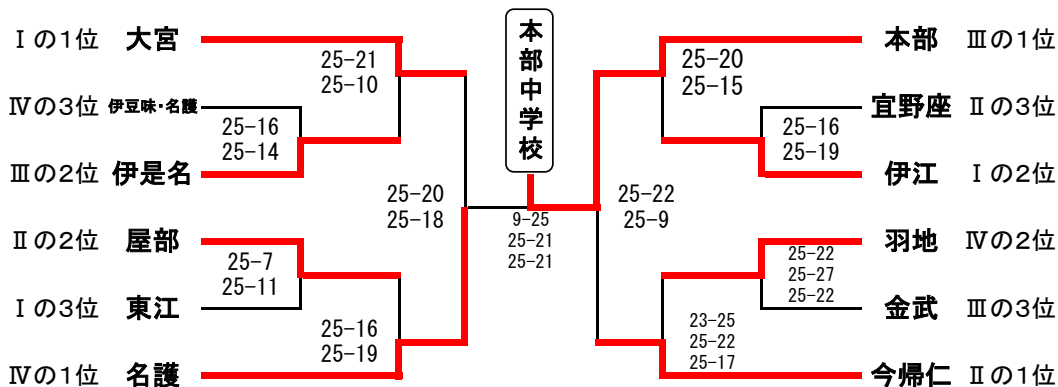 本部中学校
Ⅰの1位 大宮
Ⅳの3位 伊豆味・名護
Ⅲの2位 伊是名
Ⅱの2位 屋部
Ⅰの3位 東江
Ⅳの1位 名護
25-21
25-10
25-16
25-14
25-20
25-18
25-7
25-11
25-16
25-19
9-25
25-21
25-21
本部 Ⅲの1位
宜野座 Ⅱの3位
伊江 Ⅰの2位
羽地 Ⅳの2位
金武 Ⅲの3位
今帰仁 Ⅱの1位
25-20
25-15
25-16
25-19
25-22
25-9
25-22
25-27
25-22
23-25
25-22
25-17